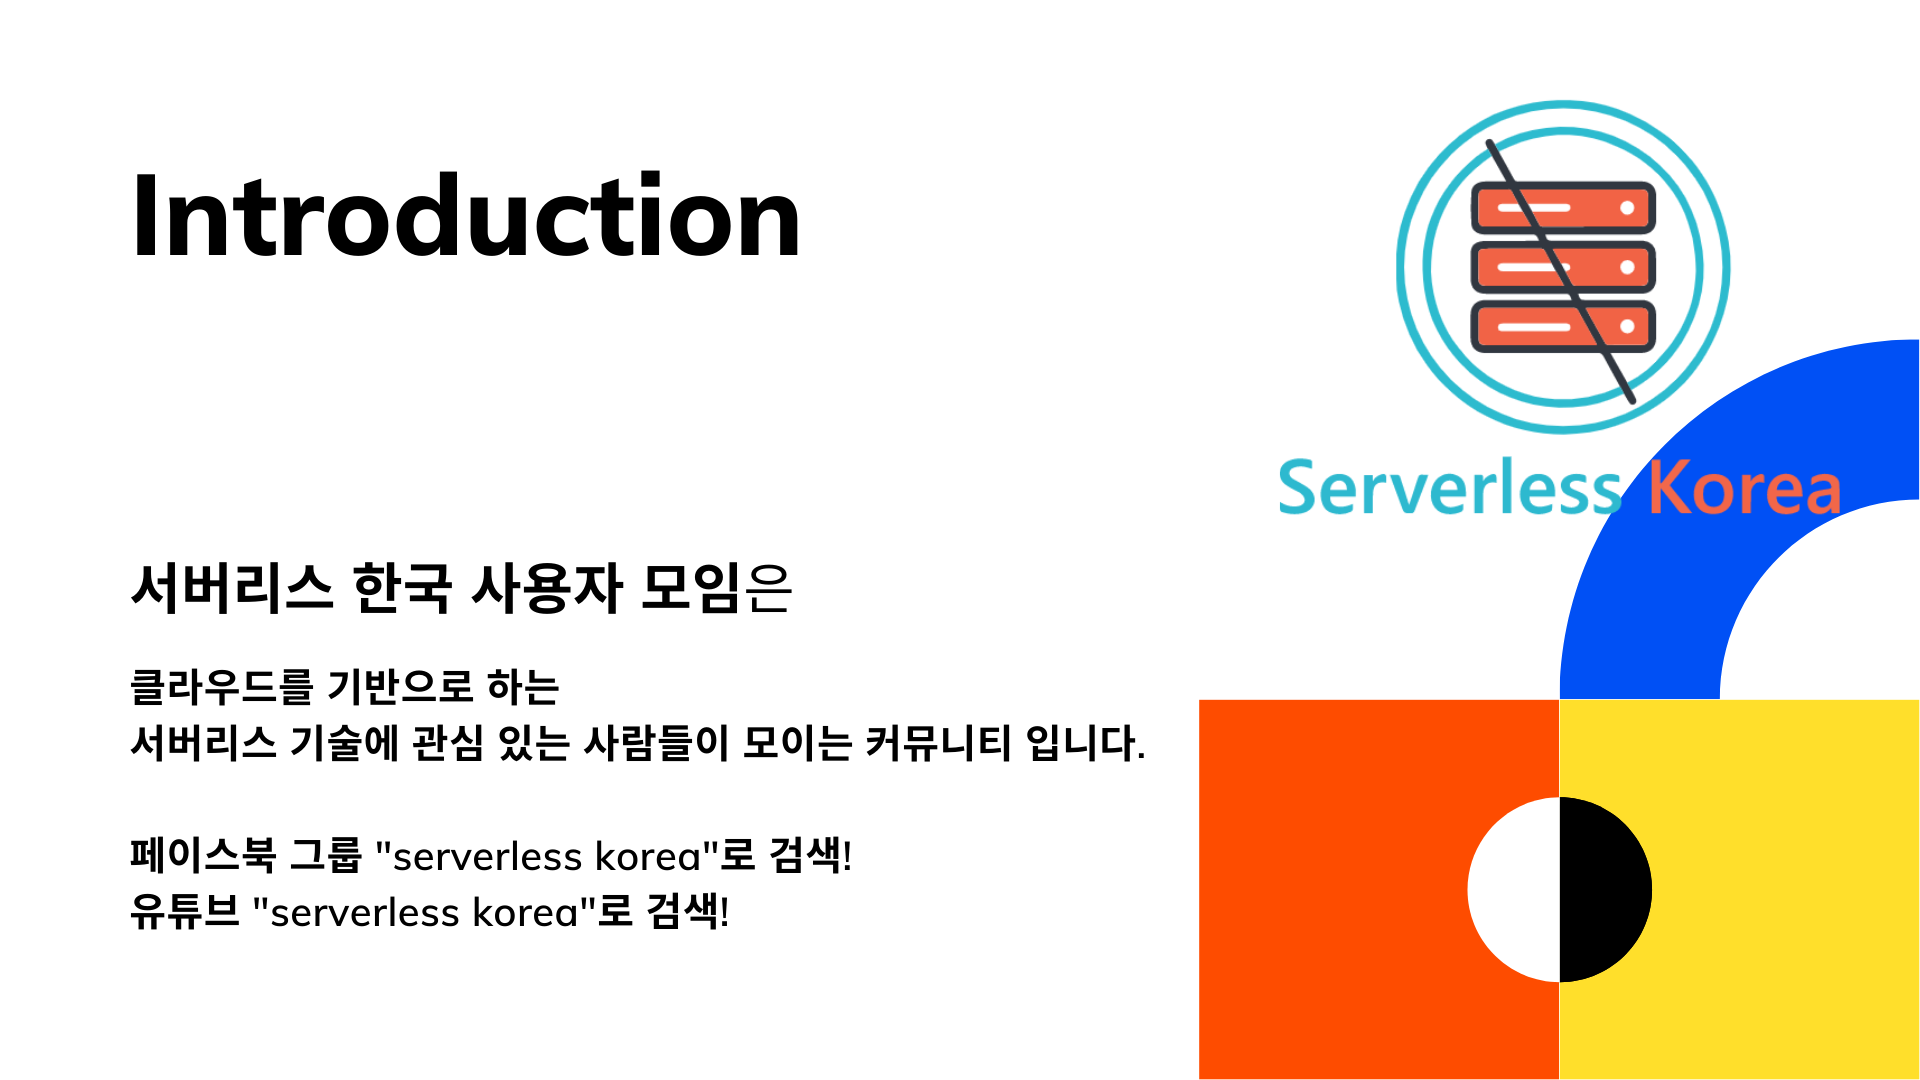 Introduction
Serverless Korea
서버리스 한국 사용자 모임은
클라우드를 기반으로 하는
서버리스 기술에 관심 있는 사람들이 모이는 커뮤니티 입니다.
페이스북 그룹 "serverless korea"로 검색!
유튜브 "serverless korea"로 검색!